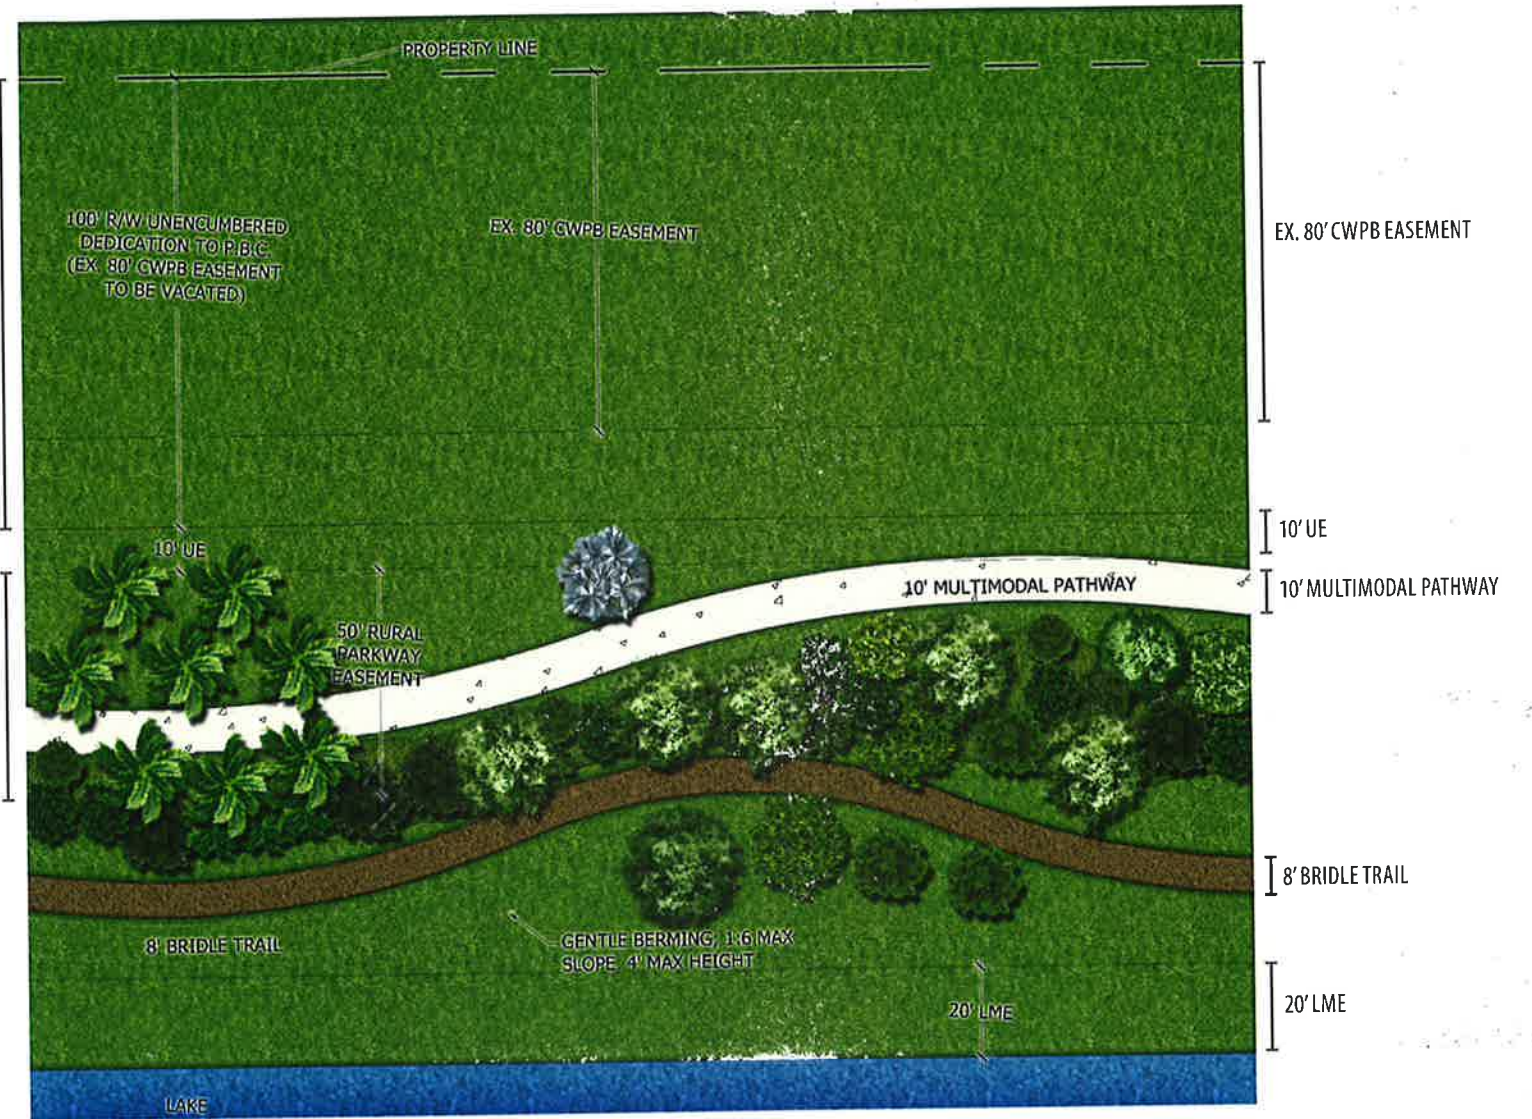 PROPERTY LINE
100' R/W UNENCUMBERED
DEDICATION TO P.B.C.
(EX. 80' CWPB EASEMENT
TO BE VACATED)
EX. 80' CWPB EASEMENT
EX. 80' CWPB EASEMENT
10' UE
10' UE
10' MULTIMODAL PATHWAY
10' MULTIMODAL PATHWAY
50' RURAL
PARKWAY
EASEMENT
8' BRIDLE TRAIL
8' BRIDLE TRAIL
GENTLE BERMING, 1:6 MAX
SLOPE 4' MAX HEIGHT
20' LME
20' LME
LAKE